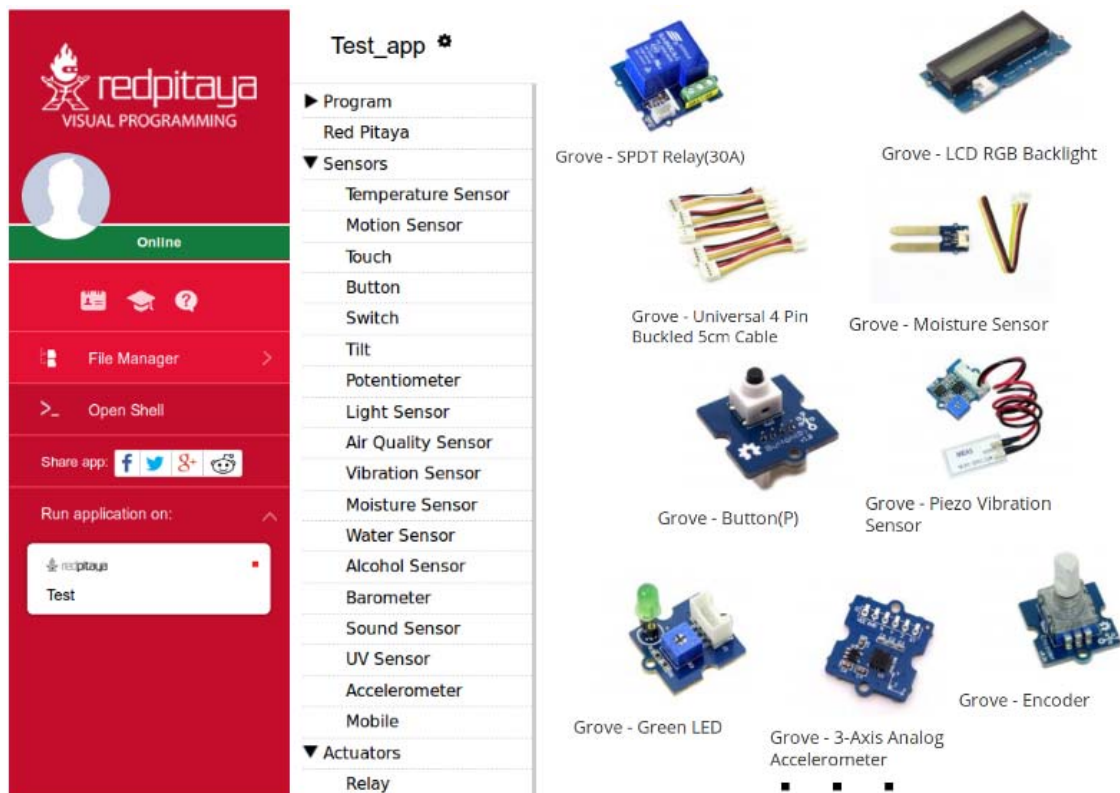 redpitaya
VISUAL PROGRAMMING
Online
File Manager
Open Shell
Share app:
Run application on:
redpitaya
Test
Test_app
Program
Red Pitaya
Sensors
Temperature Sensor
Motion Sensor
Touch
Button
Switch
Tilt
Potentiometer
Light Sensor
Air Quality Sensor
Vibration Sensor
Moisture Sensor
Water Sensor
Alcohol Sensor
Barometer
Sound Sensor
UV Sensor
Accelerometer
Mobile
Actuators
Relay
Grove - SPDT Relay(30A)
Grove - LCD RGB Backlight
Grove - Universal 4 Pin
Buckled 5cm Cable
Grove - Moisture Sensor
Grove - Button(P)
Grove - Piezo Vibration
Sensor
Grove - Green LED
Grove - 3-Axis Analog
Accelerometer
Grove - Encoder